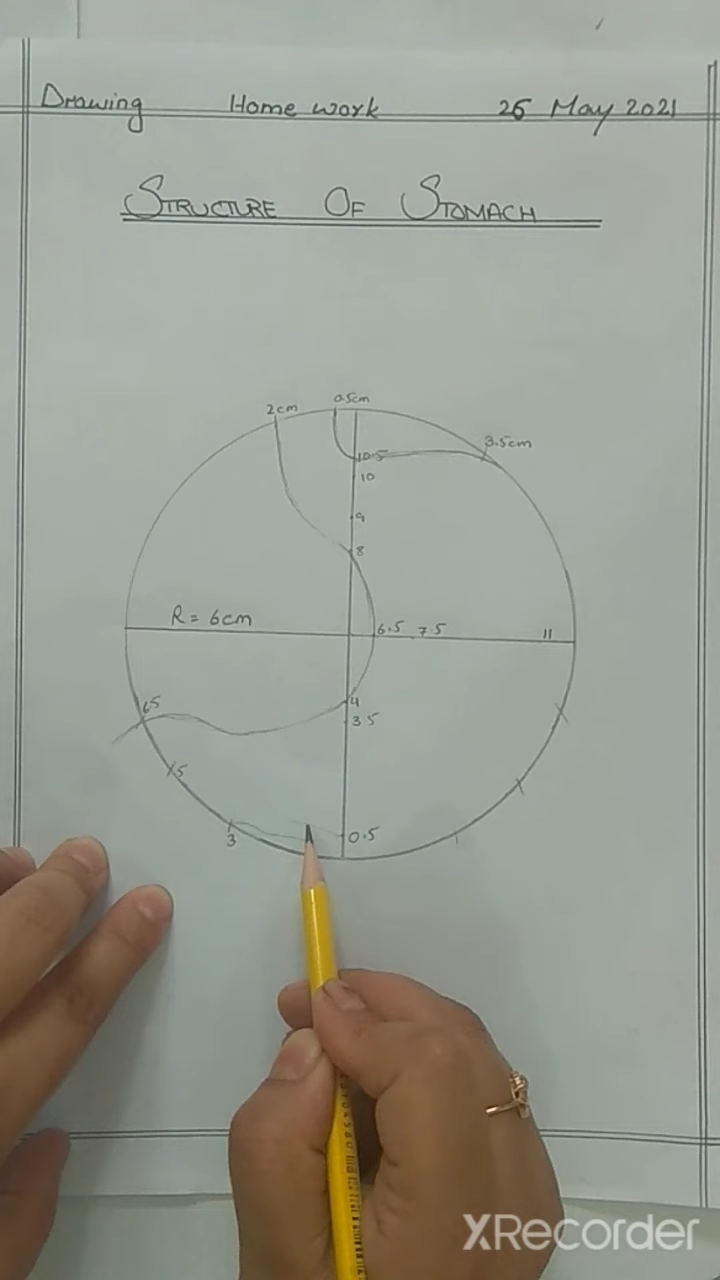 Drawing Home work 26 May 2021
STRUCTURE OF STOMACH
0.5cm
2cm
3.5cm
10.5
10
9
8
R = 6cm
6.5 7.5 11
4
6.5
3.5
5
3
0.5
XRecorder